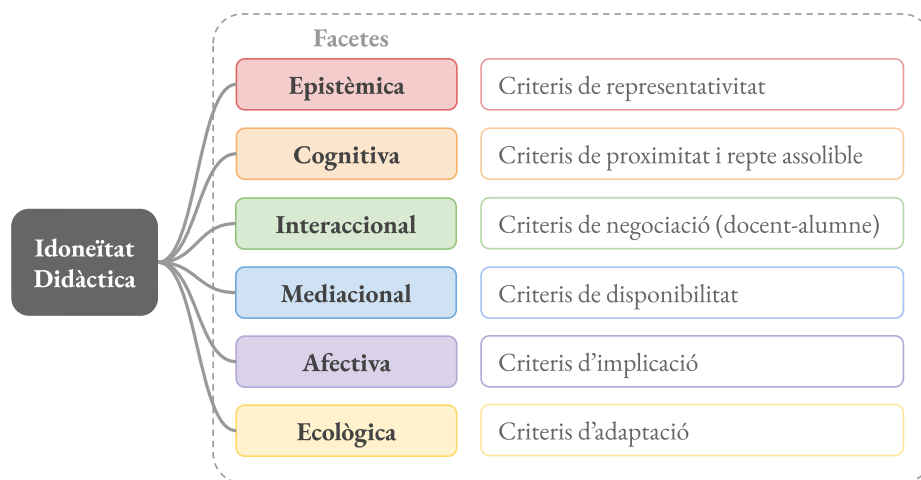 Facetes
Epistèmica
Criteris de representativitat
Cognitiva
Criteris de proximitat i repte assolible
Interaccional
Criteris de negociació (docent-alumne)
Idoneïtat
Didàctica
Mediacional
Criteris de disponibilitat
Afectiva
Criteris d’implicació
Ecològica
Criteris d’adaptació